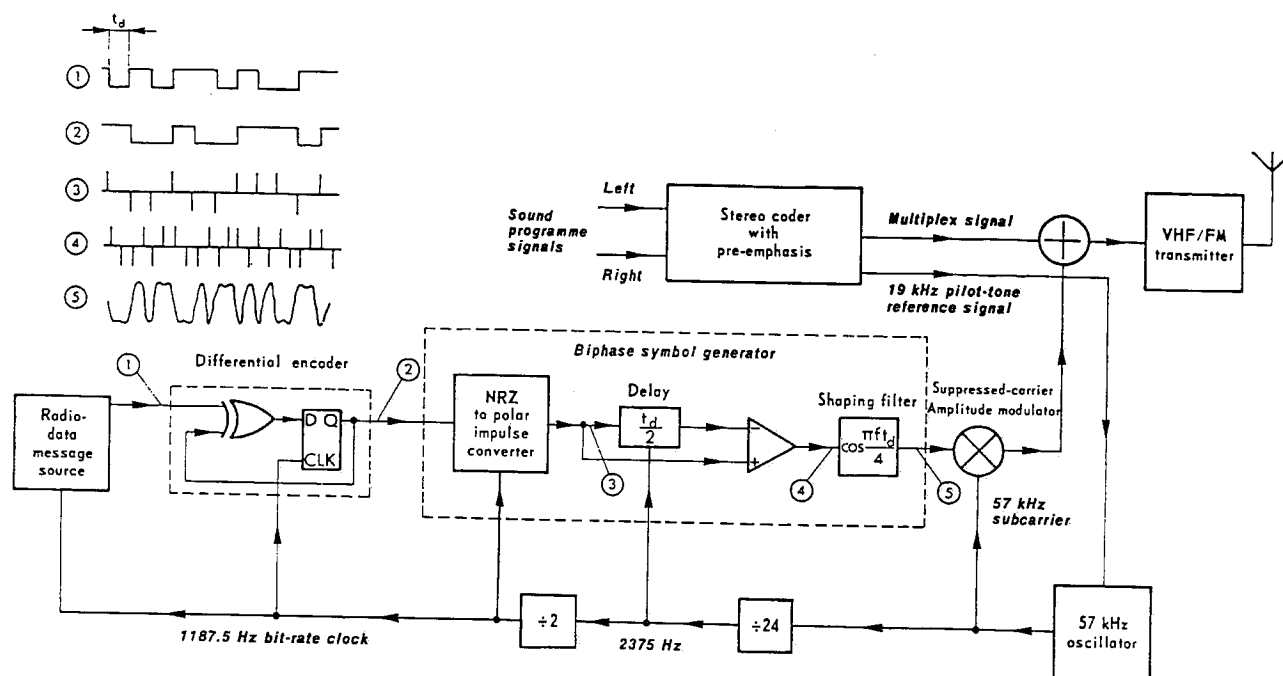 t_d
①
②
③
④
⑤
Left
Sound
programme
signals
Right
Stereo coder
with
pre-emphasis
Multiplex signal
19 kHz pilot-tone
reference signal
VHF/FM
transmitter
Differential encoder
Biphase symbol generator
①
②
Radio-
data
message
source
D Q
CLK
NRZ
to polar
impulse
converter
Delay
t_d
2
③
−
+
④
Shaping filter
cos πft_d
4
⑤
Suppressed-carrier
Amplitude modulator
57 kHz
subcarrier
1187.5 Hz bit-rate clock
÷2
2375 Hz
÷24
57 kHz
oscillator